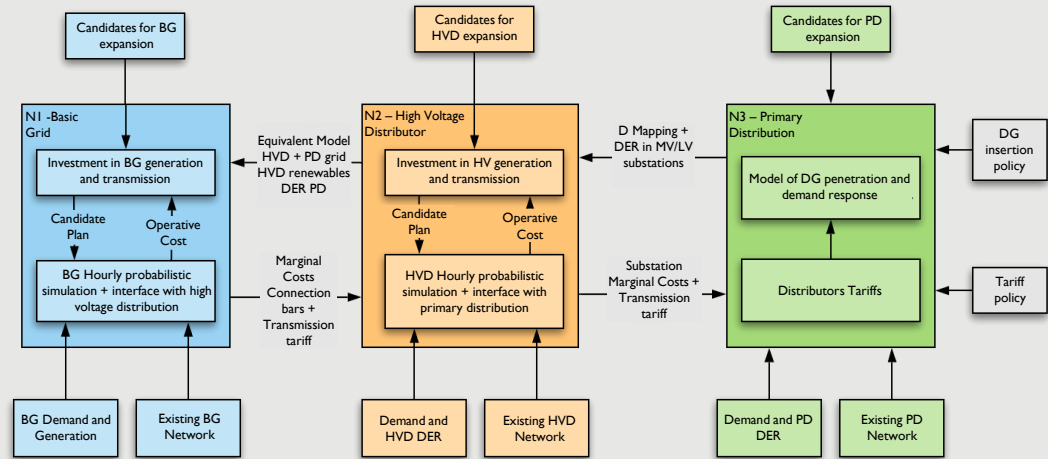 Candidates for BG
expansion
Candidates for
HVD expansion
Candidates for PD
expansion
N1 -Basic
Grid
Investment in BG generation
and transmission
Candidate
Plan
Operative
Cost
BG Hourly probabilistic
simulation + interface with high
voltage distribution
Equivalent Model
HVD + PD grid
HVD renewables
DER PD
Marginal
Costs
Connection
bars +
Transmission
tariff
N2 – High Voltage
Distributor
Investment in HV generation
and transmission
Candidate
Plan
Operative
Cost
HVD Hourly probabilistic
simulation + interface with
primary distribution
D Mapping +
DER in MV/LV
substations
Substation
Marginal Costs +
Transmission
tariff
N3 – Primary
Distribution
Model of DG penetration and
demand response
Distributors Tariffs
DG
insertion
policy
Tariff
policy
BG Demand and
Generation
Existing BG
Network
Demand and
HVD DER
Existing HVD
Network
Demand and PD
DER
Existing PD
Network